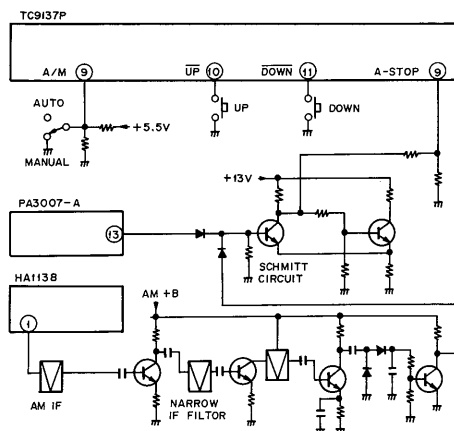 TC9137P
A/M
UP
DOWN
A-STOP
9
10
11
9
AUTO
UP
DOWN
+5.5V
MANUAL
+13V
PA3007-A
13
SCHMITT
CIRCUIT
HA1138
1
AM +B
AM IF
NARROW
IF FILTOR